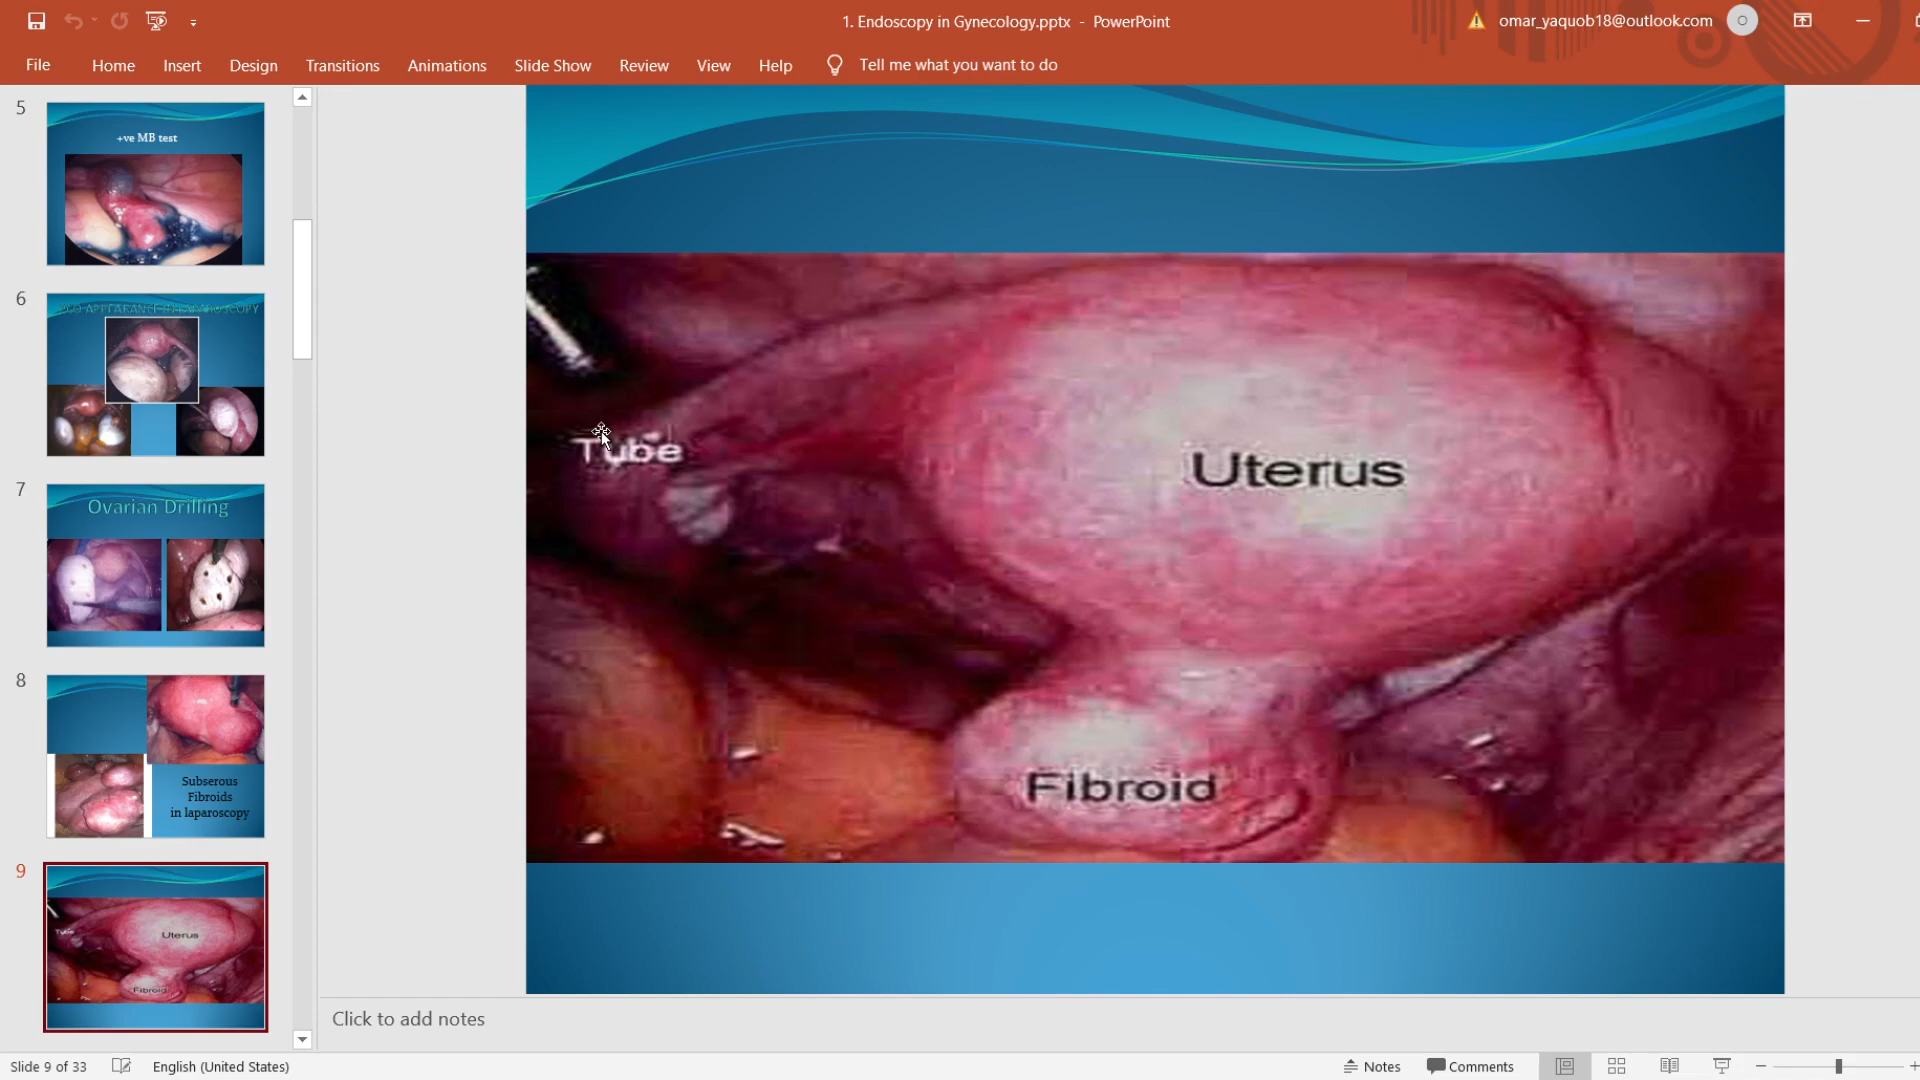 1. Endoscopy in Gynecology.pptx - PowerPoint
omar_yaquob18@outlook.com
O
File Home Insert Design Transitions Animations Slide Show Review View Help Tell me what you want to do
5
+ve MB test
6
PCO APPEARANCE IN LAPAROSCOPY
7
Ovarian Drilling
8
Subserous
Fibroids
in laparoscopy
9
Tube
Uterus
Fibroid
Tube
Uterus
Fibroid
Click to add notes
Slide 9 of 33 English (United States) Notes Comments